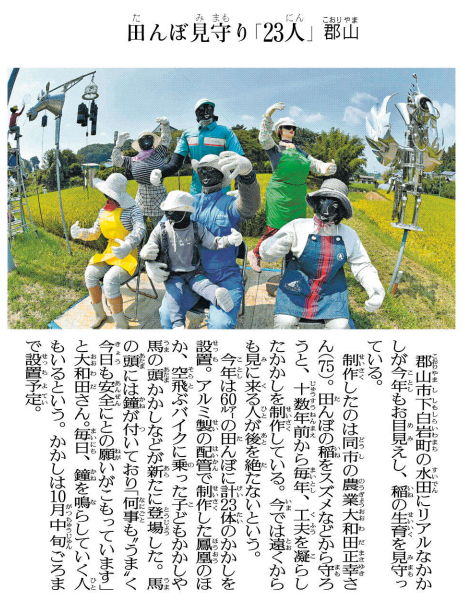 田んぼ見守り「23人」郡山
郡山市下白岩町の水田にリアルなかか
しが今年もお目見えし、稲の生育を見守っ
ている。
制作したのは同市の農業大和田正幸さ
ん(75)。田んぼの稲をスズメなどから守ろ
うと、十数年前から毎年、工夫を凝らし
たかかしを制作している。今では遠くから
も見に来る人が後を絶たないという。
今年は60㌃の田んぼに計23体のかかしを
設置。アルミ製の配管で制作した鳳凰のほ
か、空飛ぶバイクに乗った子どもかかしや
馬の頭かかしなどが新たに登場した。馬
の頭には鐘が付いており「何事も〝うま〟く
今日も安全にとの願いがこもっています」
と大和田さん。毎日、鐘を鳴らしていく人
もいるという。かかしは10月中旬ごろま
で設置予定。